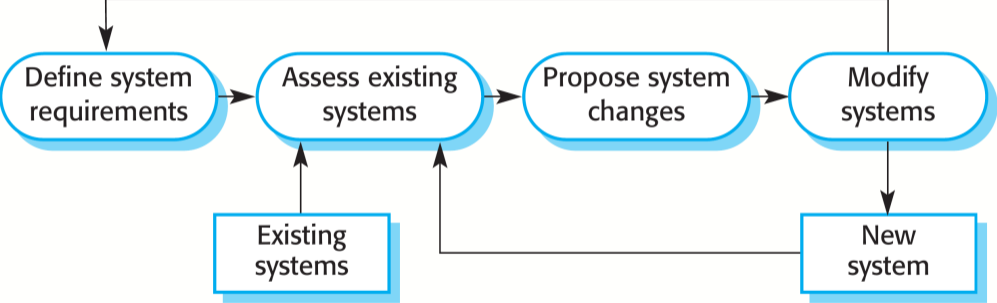 Define system
requirements
Assess existing
systems
Propose system
changes
Modify
systems
Existing
systems
New
system